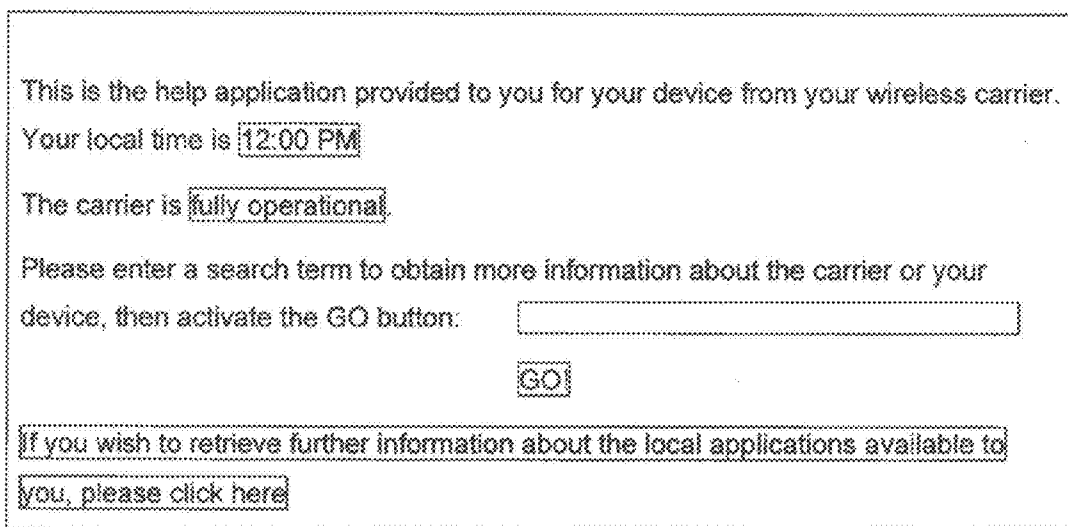 This is the help application provided to you for your device from your wireless carrier.
Your local time is 12:00 PM
The carrier is fully operational.
Please enter a search term to obtain more information about the carrier or your
device, then activate the GO button:
GO
If you wish to retrieve further information about the local applications available to
you, please click here